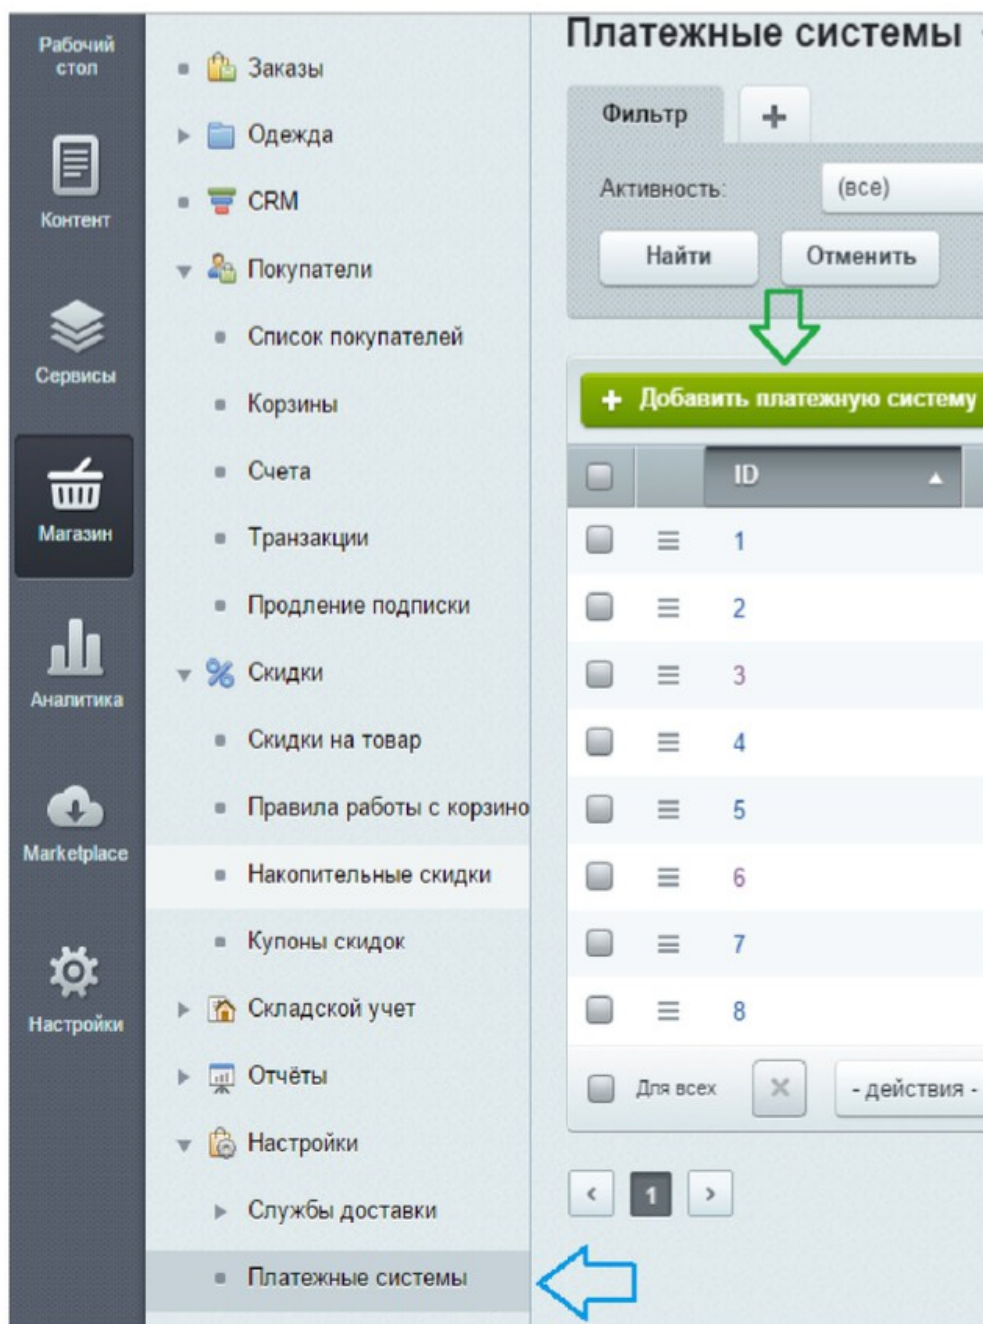 Рабочий
стол
Контент
Сервисы
Магазин
Аналитика
Marketplace
Настройки
Заказы
Одежда
CRM
Покупатели
Список покупателей
Корзины
Счета
Транзакции
Продление подписки
Скидки
Скидки на товар
Правила работы с корзино
Накопительные скидки
Купоны скидок
Складской учет
Отчёты
Настройки
Службы доставки
Платежные системы
Платежные системы
Фильтр
Активность:
(все)
Найти
Отменить
+ Добавить платежную систему
ID
1
2
3
4
5
6
7
8
Для всех
- действия -
1